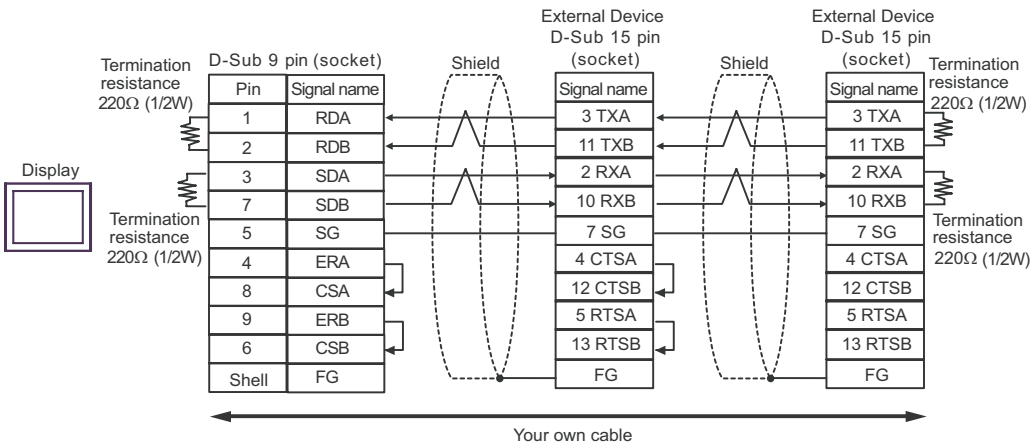 External Device
D-Sub 15 pin
(socket)
External Device
D-Sub 15 pin
(socket)
Termination
resistance
220Ω (1/2W)
D-Sub 9 pin (socket)
Shield
Shield
Termination
resistance
220Ω (1/2W)
Pin Signal name
Signal name
Signal name
1 RDA
3 TXA
3 TXA
2 RDB
11 TXB
11 TXB
Display
3 SDA
2 RXA
2 RXA
7 SDB
10 RXB
10 RXB
Termination
resistance
220Ω (1/2W)
5 SG
7 SG
7 SG
Termination
resistance
220Ω (1/2W)
4 ERA
4 CTSA
4 CTSA
8 CSA
12 CTSB
12 CTSB
9 ERB
5 RTSA
5 RTSA
6 CSB
13 RTSB
13 RTSB
Shell FG
FG
FG
Your own cable